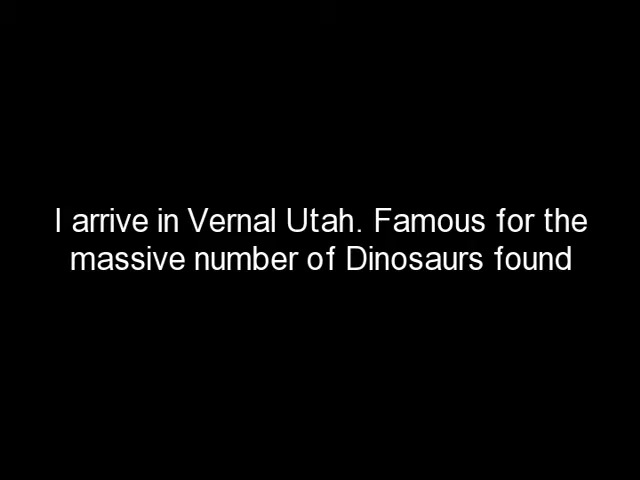 I arrive in Vernal Utah. Famous for the
massive number of Dinosaurs found